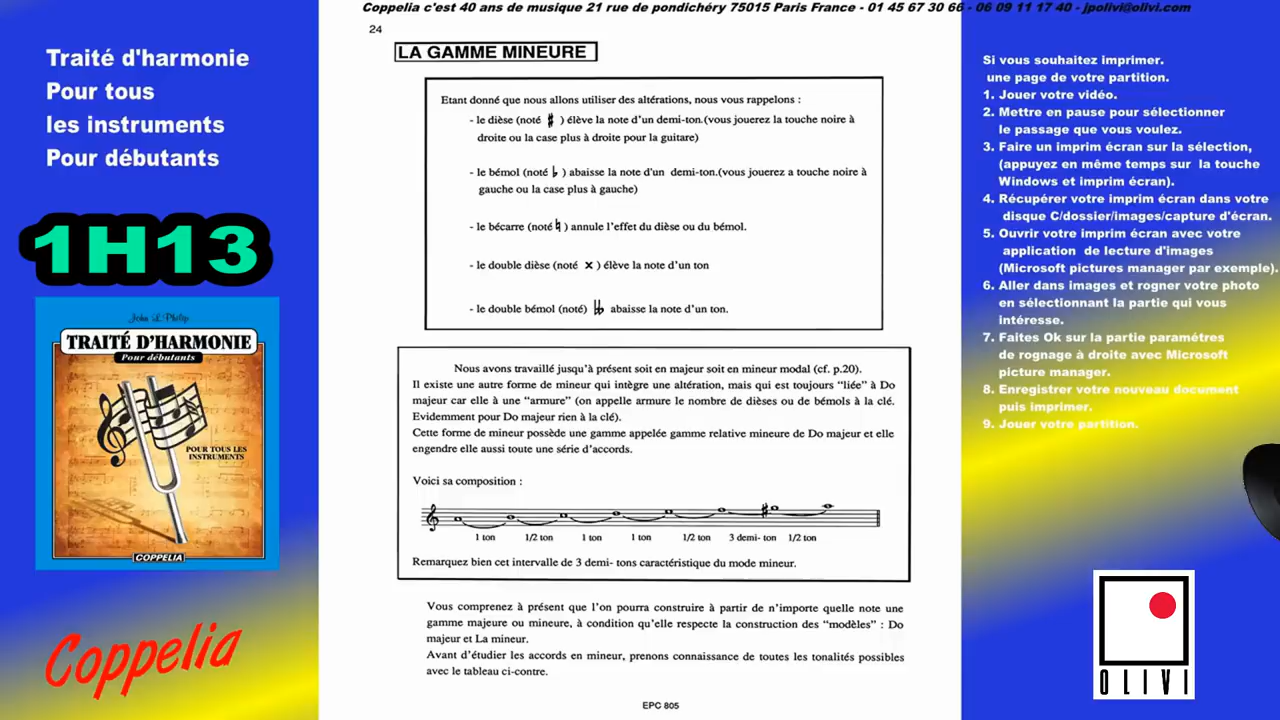 Coppelia c'est 40 ans de musique 21 rue de pondichéry 75015 Paris France - 01 45 67 30 66 - 06 09 11 17 40 - jpolivi@olivi.com
Traité d'harmonie
Pour tous
les instruments
Pour débutants
1H13
John L. Philip
TRAITÉ D'HARMONIE
Pour débutants
POUR TOUS LES
INSTRUMENTS
COPPELIA
Coppelia
24
LA GAMME MINEURE
Etant donné que nous allons utiliser des altérations, nous vous rappelons :
- le dièse (noté ♯ ) élève la note d'un demi-ton.(vous jouerez la touche noire à
droite ou la case plus à droite pour la guitare)
- le bémol (noté ♭ ) abaisse la note d'un demi-ton.(vous jouerez a touche noire à
gauche ou la case plus à gauche)
- le bécarre (noté ♮ ) annule l'effet du dièse ou du bémol.
- le double dièse (noté × ) élève la note d'un ton
- le double bémol (noté) ♭♭ abaisse la note d'un ton.
Nous avons travaillé jusqu'à présent soit en majeur soit en mineur modal (cf. p.20).
Il existe une autre forme de mineur qui intègre une altération, mais qui est toujours “liée” à Do
majeur car elle à une “armure” (on appelle armure le nombre de dièses ou de bémols à la clé.
Evidemment pour Do majeur rien à la clé).
Cette forme de mineur possède une gamme appelée gamme relative mineure de Do majeur et elle
engendre elle aussi toute une série d'accords.
Voici sa composition :
1 ton 1/2 ton 1 ton 1 ton 1/2 ton 3 demi- ton 1/2 ton
Remarquez bien cet intervalle de 3 demi- tons caractéristique du mode mineur.
Vous comprenez à présent que l'on pourra construire à partir de n'importe quelle note une
gamme majeure ou mineure, à condition qu'elle respecte la construction des “modèles” : Do
majeur et La mineur.
Avant d'étudier les accords en mineur, prenons connaissance de toutes les tonalités possibles
avec le tableau ci-contre.
EPC 805
Si vous souhaitez imprimer.
une page de votre partition.
1. Jouer votre vidéo.
2. Mettre en pause pour sélectionner
le passage que vous voulez.
3. Faire un imprim écran sur la sélection,
(appuyez en même temps sur la touche
Windows et imprim écran).
4. Récupérer votre imprim écran dans votre
disque C/dossier/images/capture d'écran.
5. Ouvrir votre imprim écran avec votre
application de lecture d'images
(Microsoft pictures manager par exemple).
6. Aller dans images et rogner votre photo
en sélectionnant la partie qui vous
intéresse.
7. Faites Ok sur la partie paramétres
de rognage à droite avec Microsoft
picture manager.
8. Enregistrer votre nouveau document
puis imprimer.
9. Jouer votre partition.
OLIVI